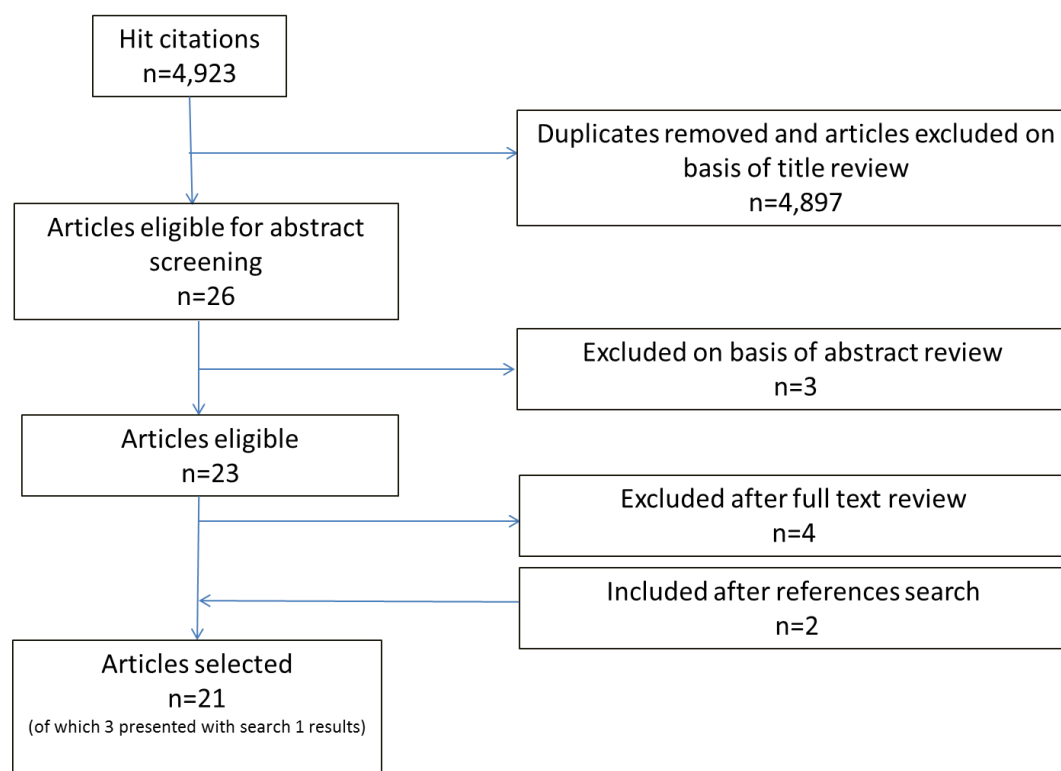 Hit citations
n=4,923
Duplicates removed and articles excluded on
basis of title review
n=4,897
Articles eligible for abstract
screening
n=26
Excluded on basis of abstract review
n=3
Articles eligible
n=23
Excluded after full text review
n=4
Included after references search
n=2
Articles selected
n=21
(of which 3 presented with search 1 results)